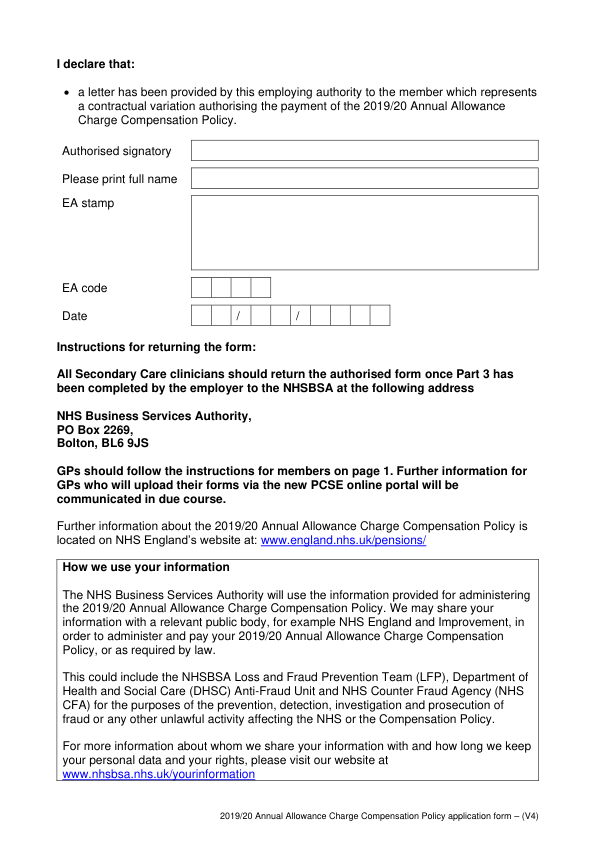 I declare that:
• a letter has been provided by this employing authority to the member which represents
a contractual variation authorising the payment of the 2019/20 Annual Allowance
Charge Compensation Policy.
Authorised signatory
Please print full name
EA stamp
EA code
Date / /
Instructions for returning the form:
All Secondary Care clinicians should return the authorised form once Part 3 has
been completed by the employer to the NHSBSA at the following address
NHS Business Services Authority,
PO Box 2269,
Bolton, BL6 9JS
GPs should follow the instructions for members on page 1. Further information for
GPs who will upload their forms via the new PCSE online portal will be
communicated in due course.
Further information about the 2019/20 Annual Allowance Charge Compensation Policy is
located on NHS England’s website at: www.england.nhs.uk/pensions/
How we use your information
The NHS Business Services Authority will use the information provided for administering
the 2019/20 Annual Allowance Charge Compensation Policy. We may share your
information with a relevant public body, for example NHS England and Improvement, in
order to administer and pay your 2019/20 Annual Allowance Charge Compensation
Policy, or as required by law.
This could include the NHSBSA Loss and Fraud Prevention Team (LFP), Department of
Health and Social Care (DHSC) Anti-Fraud Unit and NHS Counter Fraud Agency (NHS
CFA) for the purposes of the prevention, detection, investigation and prosecution of
fraud or any other unlawful activity affecting the NHS or the Compensation Policy.
For more information about whom we share your information with and how long we keep
your personal data and your rights, please visit our website at
www.nhsbsa.nhs.uk/yourinformation
2019/20 Annual Allowance Charge Compensation Policy application form – (V4)